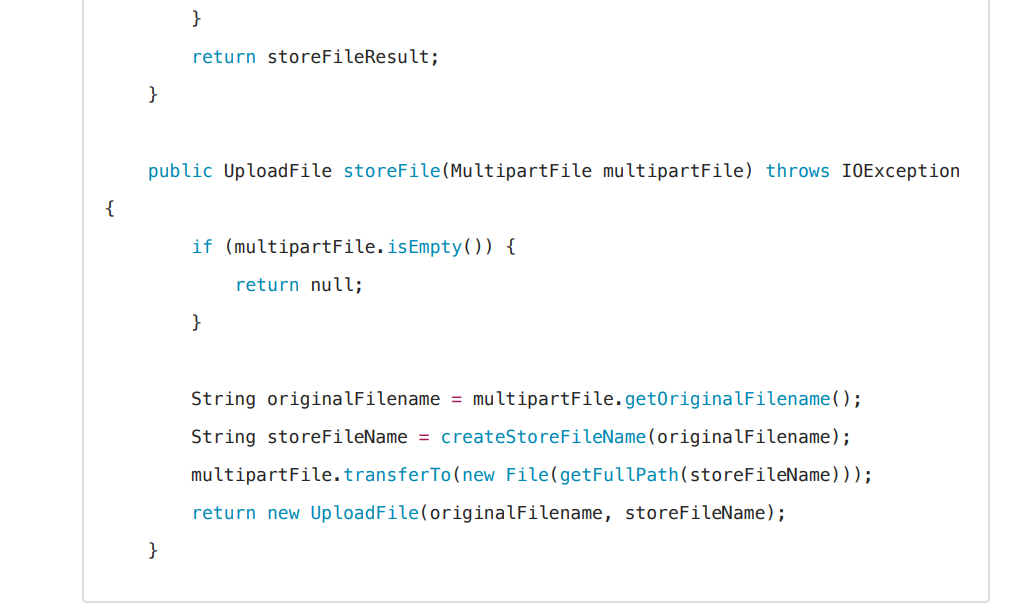 }
        return storeFileResult;
    }

    public UploadFile storeFile(MultipartFile multipartFile) throws IOException
{
        if (multipartFile.isEmpty()) {
            return null;
        }

        String originalFilename = multipartFile.getOriginalFilename();
        String storeFileName = createStoreFileName(originalFilename);
        multipartFile.transferTo(new File(getFullPath(storeFileName)));
        return new UploadFile(originalFilename, storeFileName);
    }